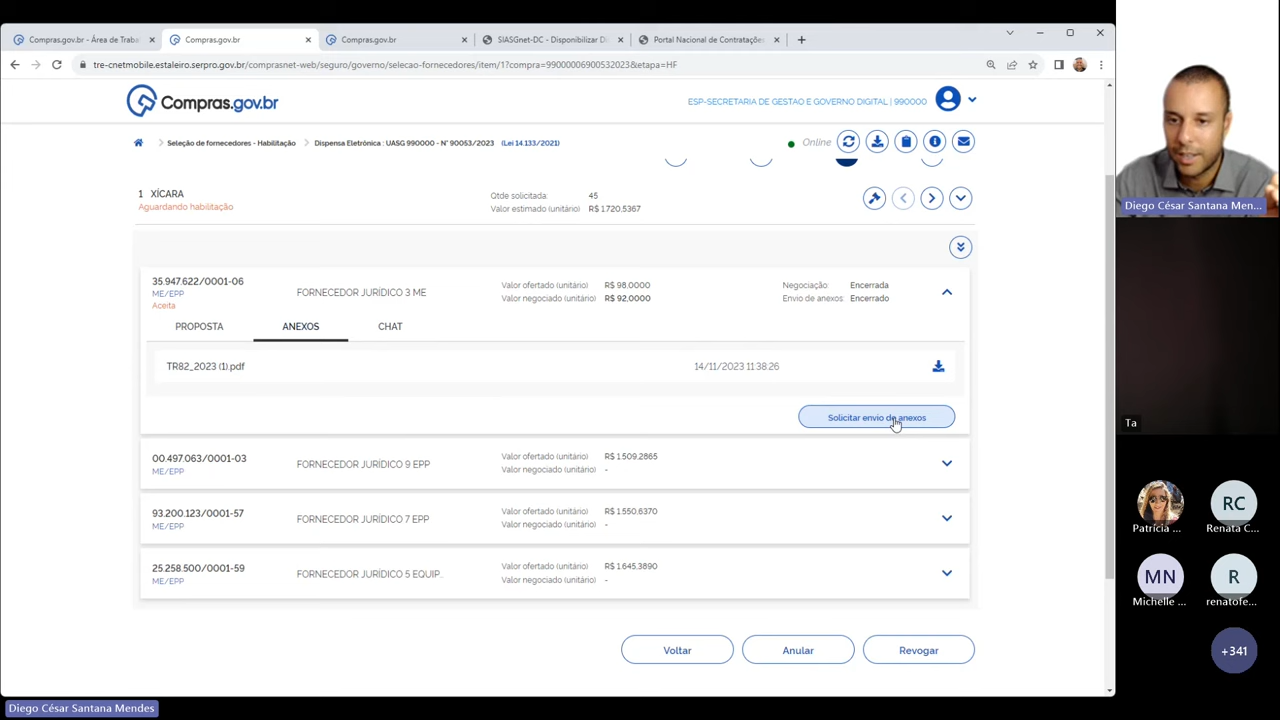 Compras.gov.br - Área de Traba
Compras.gov.br
Compras.gov.br
SIASGnet-DC - Disponibilizar Di
Portal Nacional de Contrataçõe
tre-cnetmobile.estaleiro.serpro.gov.br/comprasnet-web/seguro/governo/selecao-fornecedores/item/1?compra=99000006900532023&etapa=HF
Compras.gov.br
ESP-SECRETARIA DE GESTAO E GOVERNO DIGITAL | 990000
Seleção de fornecedores - Habilitação
Dispensa Eletrônica : UASG 990000 - N° 90053/2023 (Lei 14.133/2021)
Online
1 XÍCARA
Aguardando habilitação
Qtde solicitada: 45
Valor estimado (unitário) R$ 1.720,5367
35.947.622/0001-06
ME/EPP
Aceita
FORNECEDOR JURÍDICO 3 ME
Valor ofertado (unitário) R$ 98,0000
Valor negociado (unitário) R$ 92,0000
Negociação: Encerrada
Envio de anexos: Encerrado
PROPOSTA
ANEXOS
CHAT
TR82_2023 (1).pdf
14/11/2023 11:38:26
Solicitar envio de anexos
00.497.063/0001-03
ME/EPP
FORNECEDOR JURÍDICO 9 EPP
Valor ofertado (unitário) R$ 1.509,2865
Valor negociado (unitário) -
93.200.123/0001-57
ME/EPP
FORNECEDOR JURÍDICO 7 EPP
Valor ofertado (unitário) R$ 1.550,6370
Valor negociado (unitário) -
25.258.500/0001-59
ME/EPP
FORNECEDOR JURÍDICO 5 EQUIP...
Valor ofertado (unitário) R$ 1.645,3890
Valor negociado (unitário) -
Voltar
Anular
Revogar
Diego César Santana Men...
Ta
Patrícia ...
RC
Renata C...
MN
Michelle ...
R
renatofe...
+341
Diego César Santana Mendes